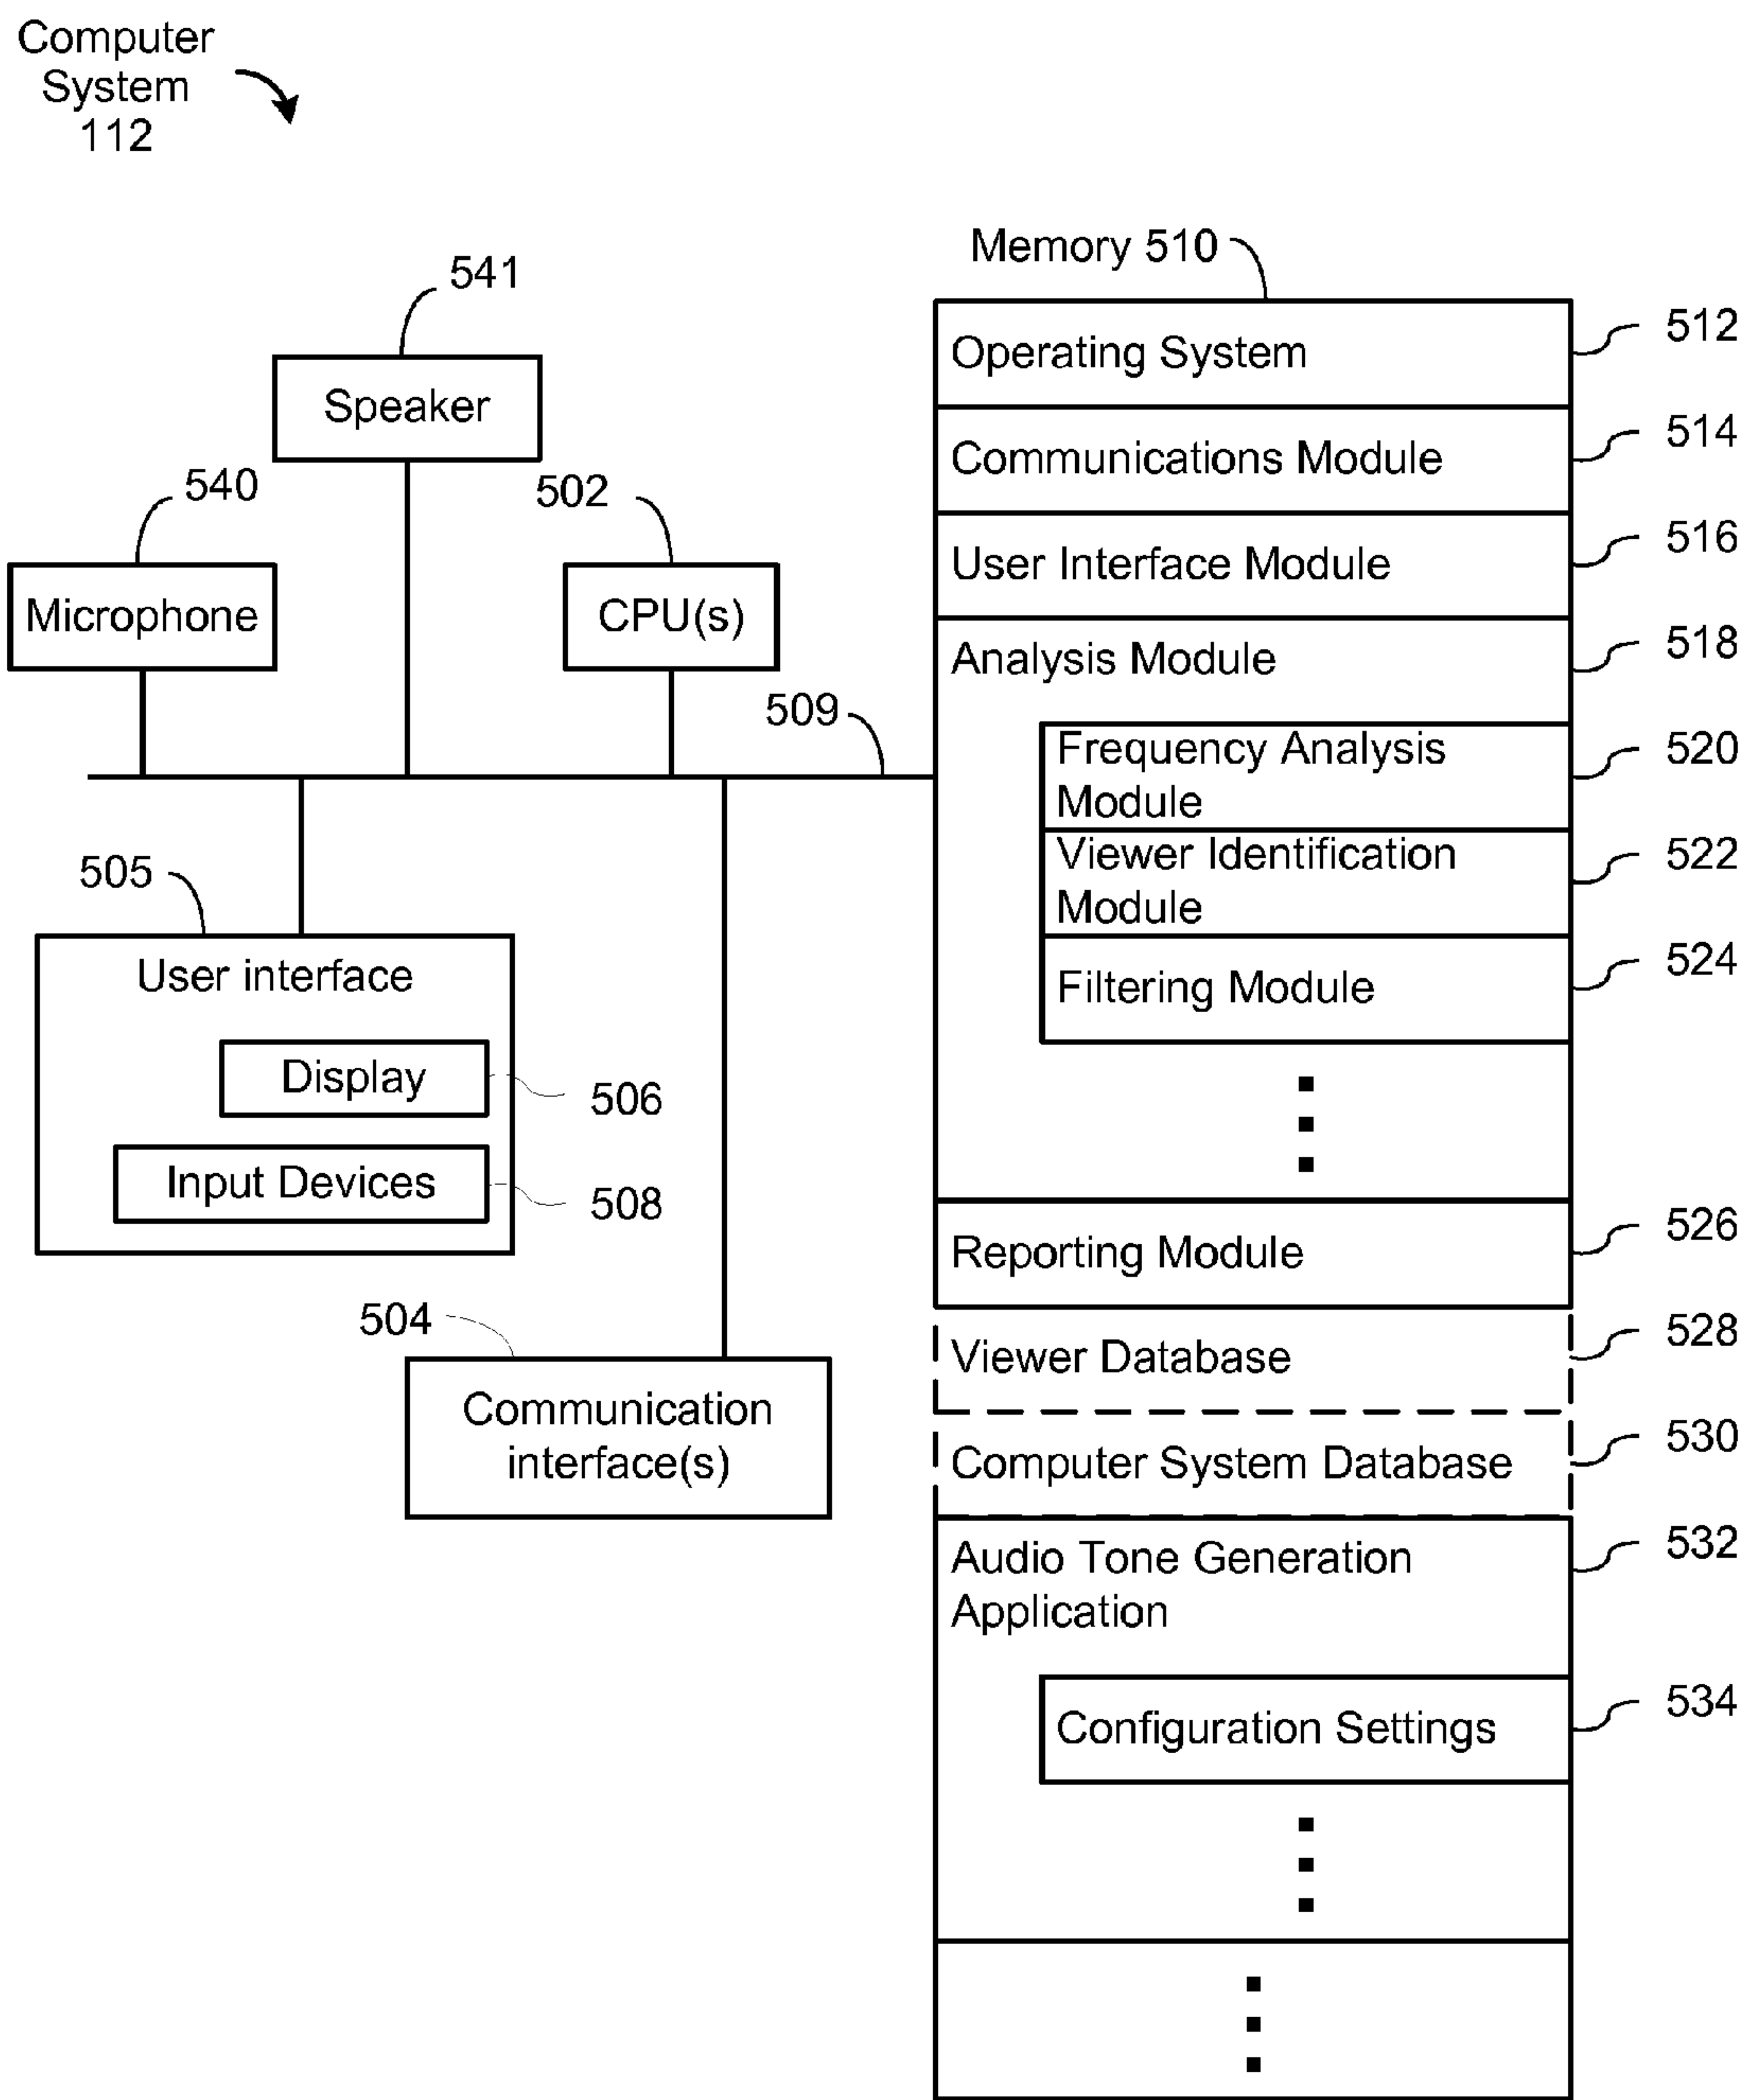 Computer
System
112
Memory 510
541
Speaker
540
502
Microphone
CPU(s)
509
505
User interface
Display
506
Input Devices
508
504
Communication
interface(s)
Operating System
512
Communications Module
514
User Interface Module
516
Analysis Module
518
Frequency Analysis
Module
520
Viewer Identification
Module
522
Filtering Module
524
Reporting Module
526
Viewer Database
528
Computer System Database
530
Audio Tone Generation
Application
532
Configuration Settings
534